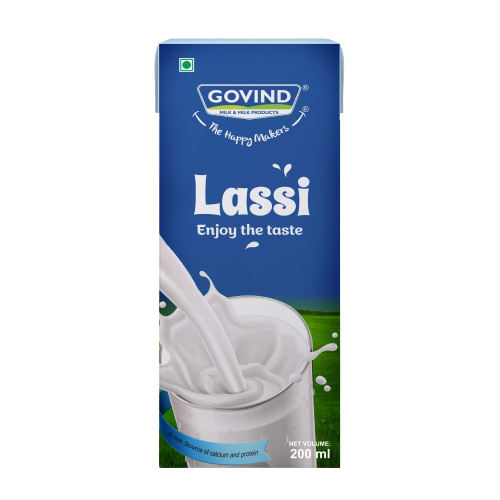 GOVIND®
MILK & MILK PRODUCTS
The Happy Makers®
Lassi
Enjoy the taste
A High Source of calcium and protein
NET VOLUME:
200 ml